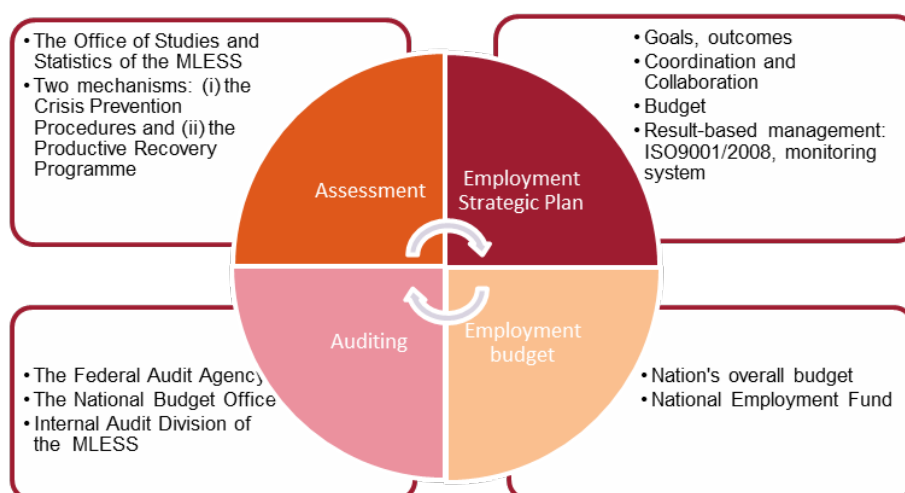 • The Office of Studies and
Statistics of the MLESS
• Two mechanisms: (i) the
Crisis Prevention
Procedures and (ii) the
Productive Recovery
Programme
• Goals, outcomes
• Coordination and
Collaboration
• Budget
• Result-based management:
ISO9001/2008, monitoring
system
Assessment
Employment
Strategic Plan
Auditing
Employment
budget
• The Federal Audit Agency
• The National Budget Office
• Internal Audit Division of
the MLESS
• Nation's overall budget
• National Employment Fund